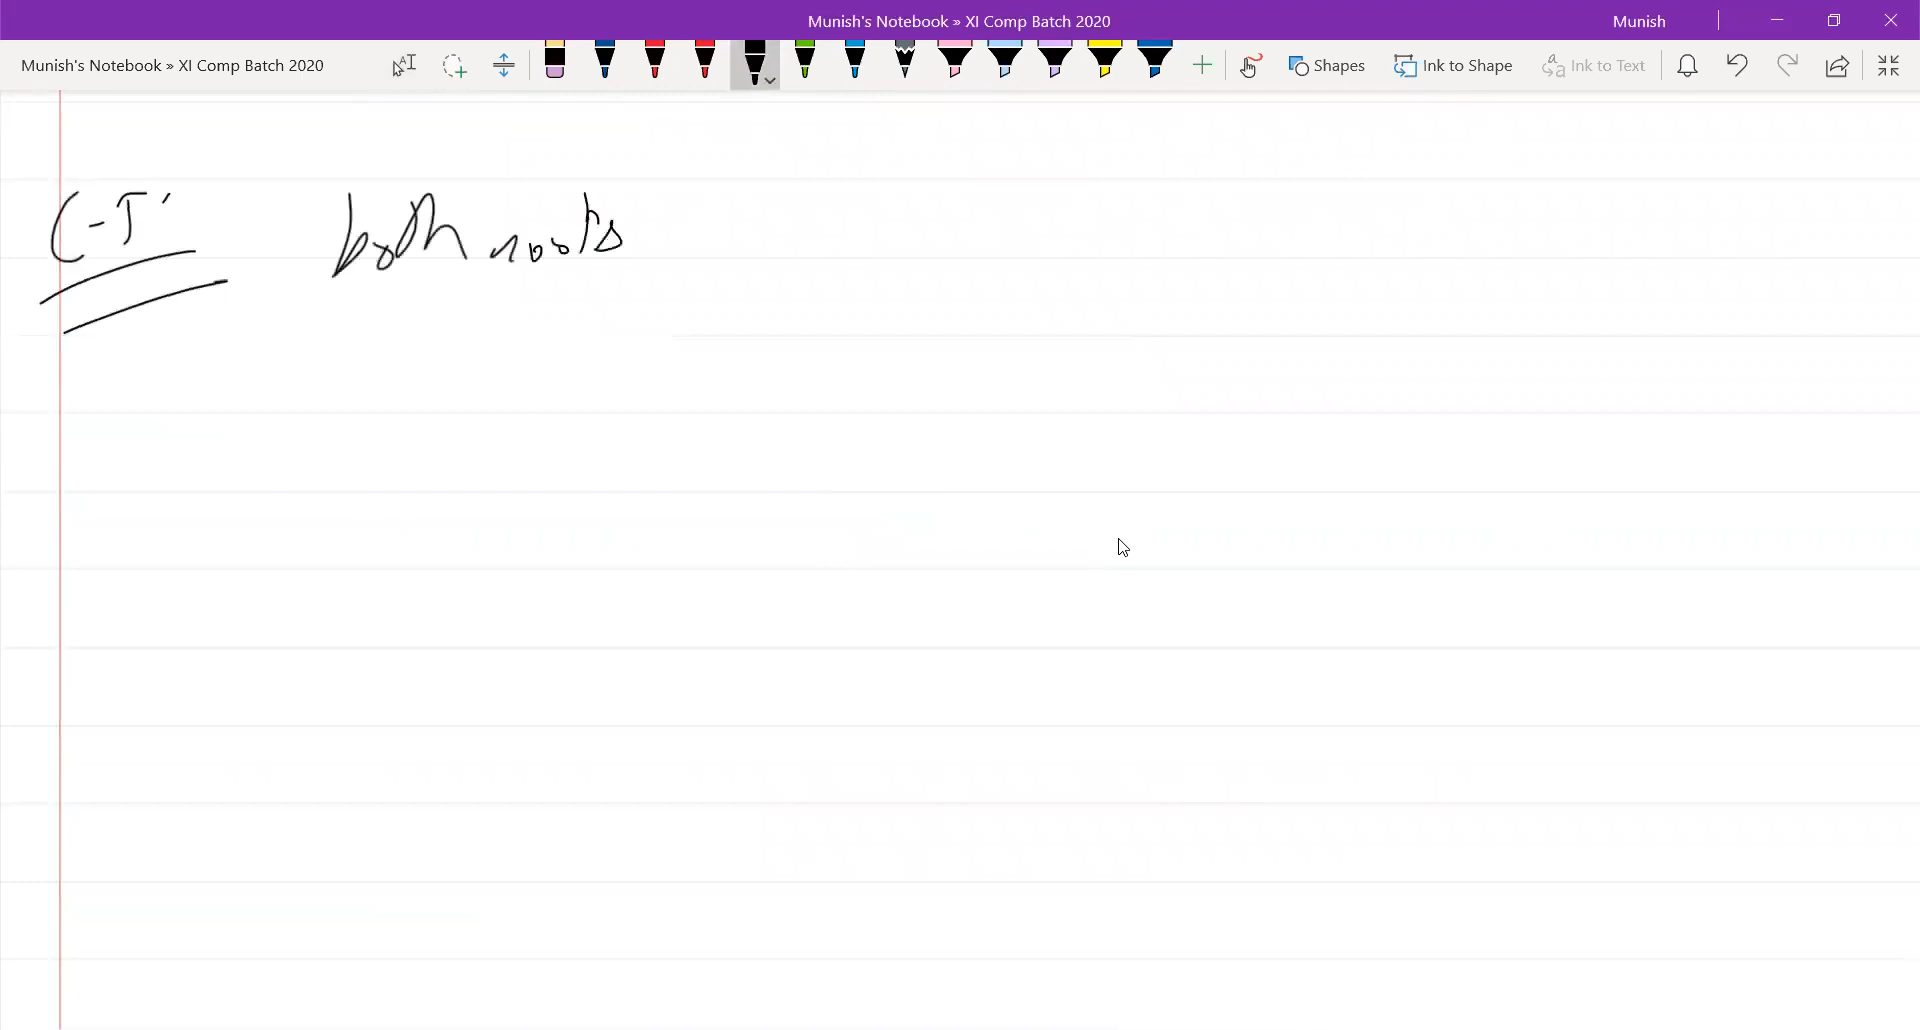 Munish's Notebook » XI Comp Batch 2020 Munish
Munish's Notebook » XI Comp Batch 2020 Shapes Ink to Shape Ink to Text
C-I' both roots